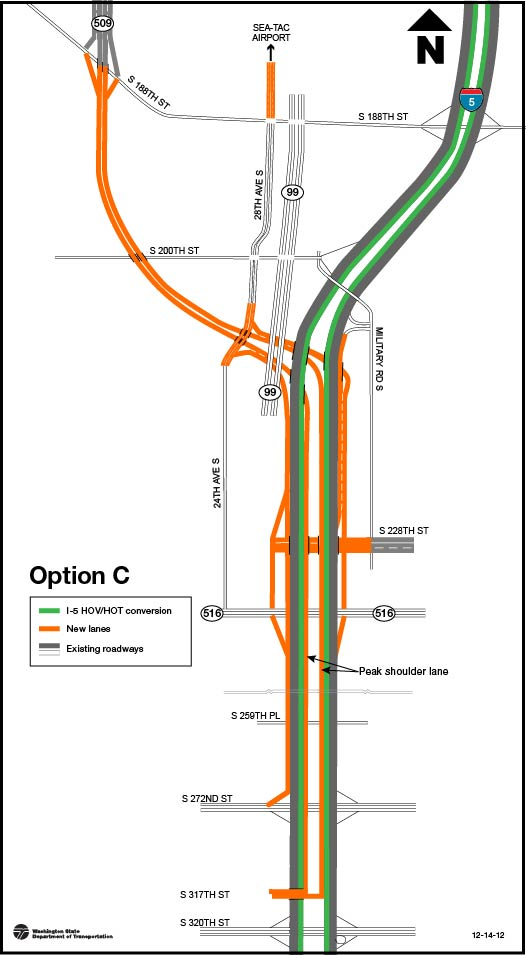 509
SEA-TAC
AIRPORT
N
S 188TH ST
S 188TH ST
5
28TH AVE S
99
S 200TH ST
MILITARY RD S
99
24TH AVE S
S 228TH ST
Option C
I-5 HOV/HOT conversion
New lanes
Existing roadways
516
516
Peak shoulder lane
S 259TH PL
S 272ND ST
S 317TH ST
S 320TH ST
Washington State
Department of Transportation
12-14-12